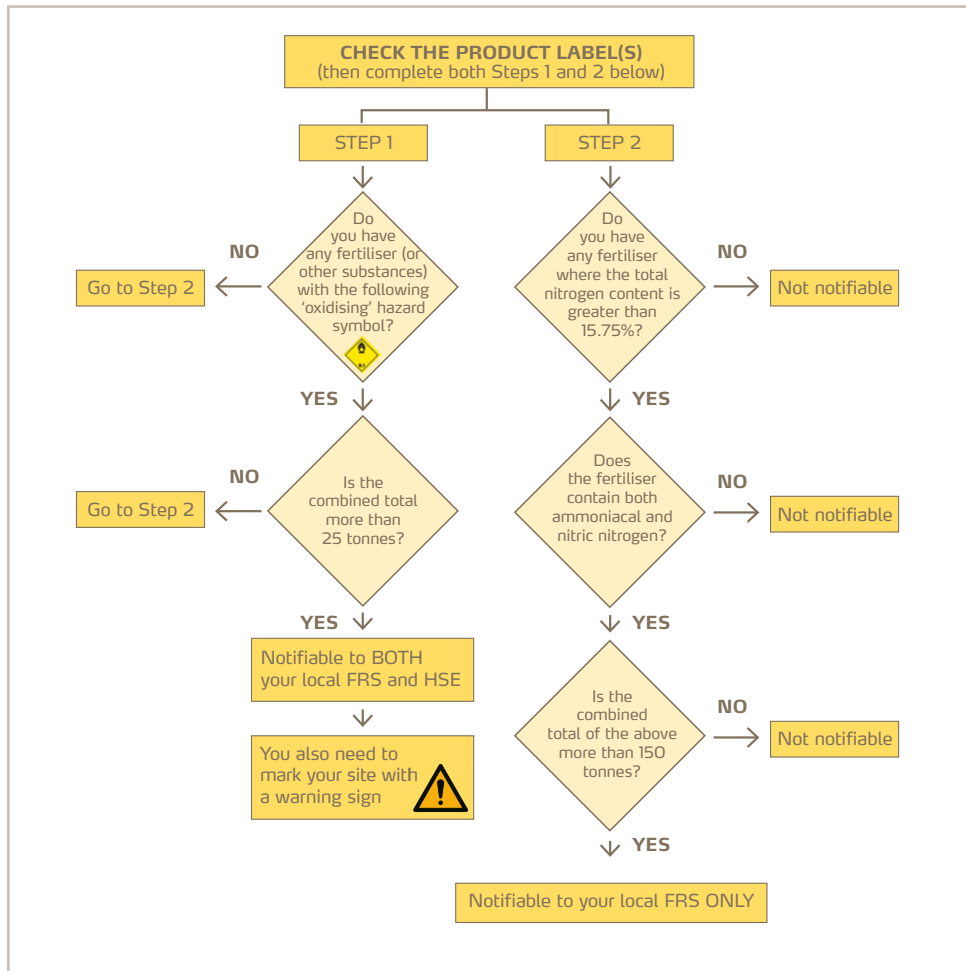 CHECK THE PRODUCT LABEL(S)
(then complete both Steps 1 and 2 below)
STEP 1
STEP 2
Do
you have
any fertiliser (or
other substances)
with the following
‘oxidising’ hazard
symbol?
NO
Go to Step 2
YES
Is the
combined total
more than
25 tonnes?
NO
Go to Step 2
YES
Notifiable to BOTH
your local FRS and HSE
You also need to
mark your site with
a warning sign
Do
you have
any fertiliser
where the total
nitrogen content is
greater than
15.75%?
NO
Not notifiable
YES
Does
the fertiliser
contain both
ammoniacal and
nitric nitrogen?
NO
Not notifiable
YES
Is the
combined
total of the above
more than 150
tonnes?
NO
Not notifiable
YES
Notifiable to your local FRS ONLY